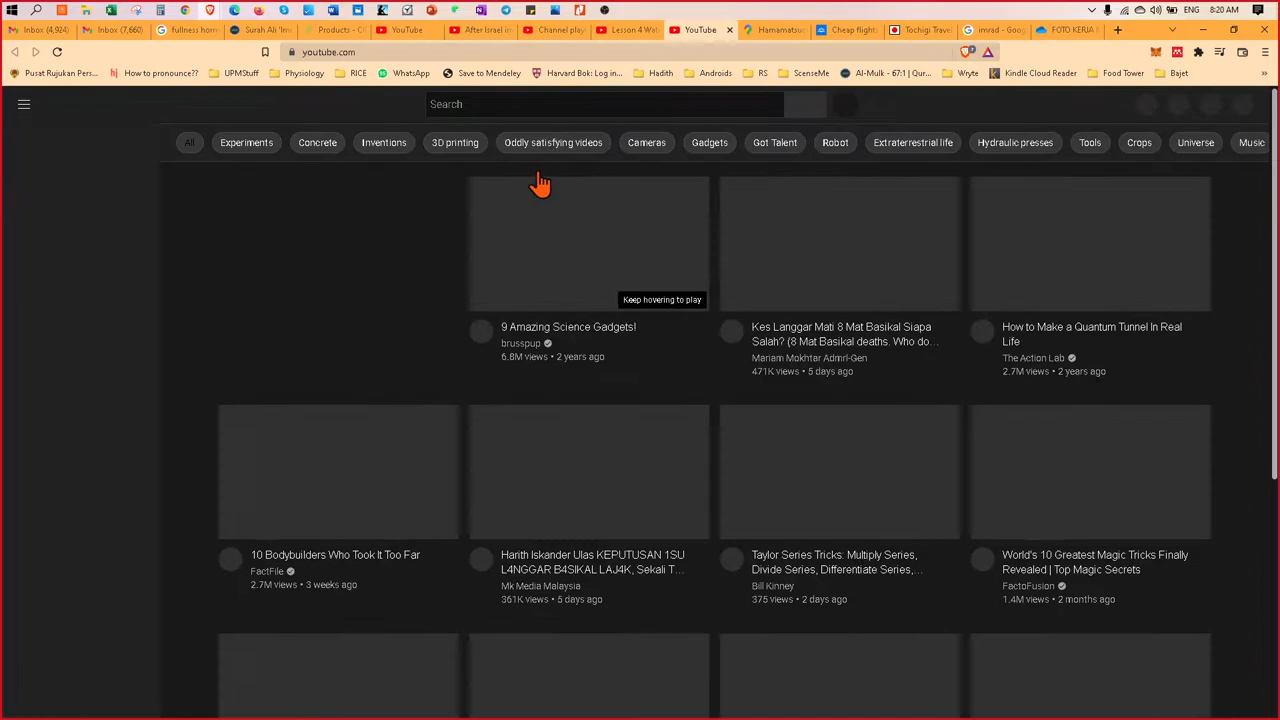 ENG 8:20 AM
Inbox (4,924) Inbox (7,660) fullness horm Surah Ali 'Imr Products - Cl YouTube After Israel in Channel playl Lesson 4 Wat YouTube Hamamatsu Cheap flights Tochigi Travel imrad - Goog FOTO KERJA
youtube.com
Pusat Rujukan Pers... How to pronounce?? UPMStuff Physiology RICE WhatsApp Save to Mendeley Harvard Bok: Log in... Hadith Androids RS ScenseMe Al-Mulk - 67:1 | Qur... Wryte Kindle Cloud Reader Food Tower Bajet
Search
All Experiments Concrete Inventions 3D printing Oddly satisfying videos Cameras Gadgets Got Talent Robot Extraterrestrial life Hydraulic presses Tools Crops Universe Music
Keep hovering to play
9 Amazing Science Gadgets!
brusspup
6.8M views • 2 years ago
Kes Langgar Mati 8 Mat Basikal Siapa
Salah? (8 Mat Basikal deaths. Who do...
Mariam Mokhtar Admrl-Gen
471K views • 5 days ago
How to Make a Quantum Tunnel In Real
Life
The Action Lab
2.7M views • 2 years ago
10 Bodybuilders Who Took It Too Far
FactFile
2.7M views • 3 weeks ago
Harith Iskander Ulas KEPUTUSAN 1SU
L4NGGAR B4SIKAL LAJ4K, Sekali T...
Mk Media Malaysia
361K views • 5 days ago
Taylor Series Tricks: Multiply Series,
Divide Series, Differentiate Series,...
Bill Kinney
375 views • 2 days ago
World's 10 Greatest Magic Tricks Finally
Revealed | Top Magic Secrets
FactoFusion
1.4M views • 2 months ago